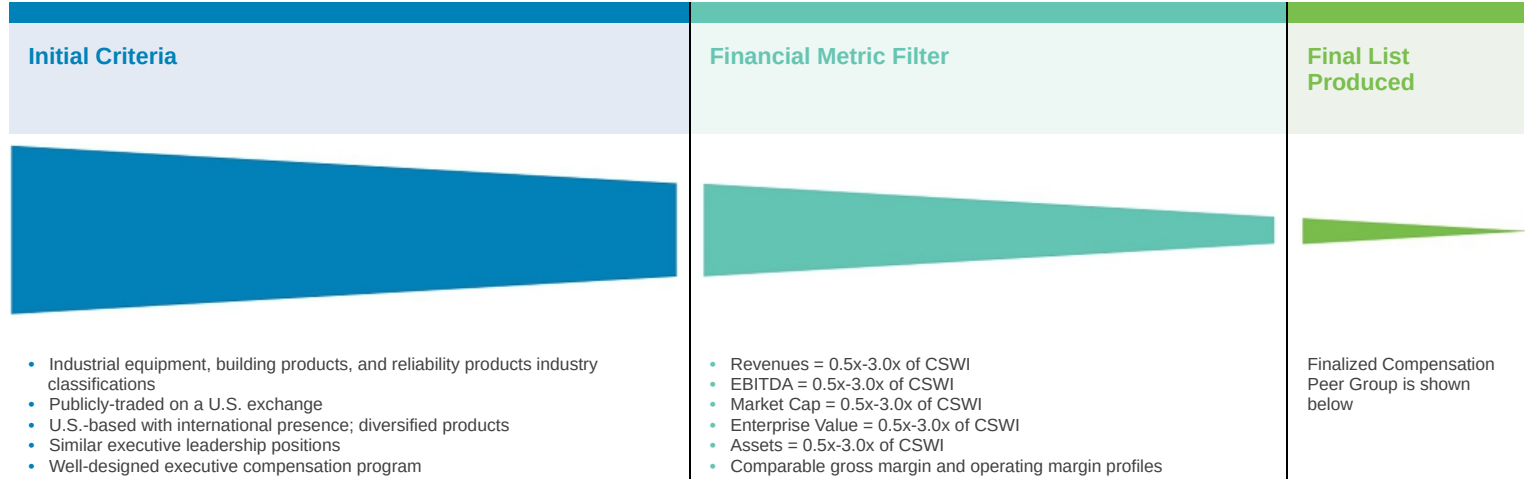 Initial Criteria
• Industrial equipment, building products, and reliability products industry
classifications
• Publicly-traded on a U.S. exchange
• U.S.-based with international presence; diversified products
• Similar executive leadership positions
• Well-designed executive compensation program
Financial Metric Filter
• Revenues = 0.5x-3.0x of CSWI
• EBITDA = 0.5x-3.0x of CSWI
• Market Cap = 0.5x-3.0x of CSWI
• Enterprise Value = 0.5x-3.0x of CSWI
• Assets = 0.5x-3.0x of CSWI
• Comparable gross margin and operating margin profiles
Final List
Produced
Finalized Compensation
Peer Group is shown
below